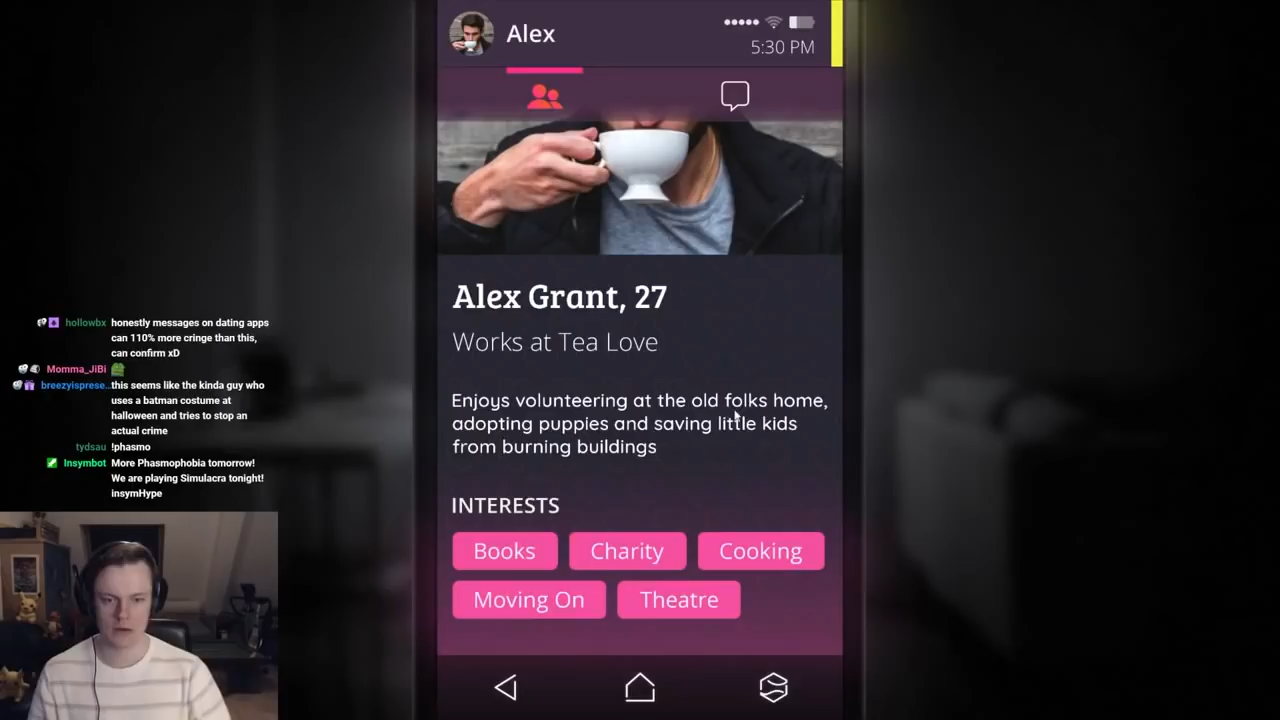 Alex
5:30 PM
Alex Grant, 27
Works at Tea Love
Enjoys volunteering at the old folks home,
adopting puppies and saving little kids
from burning buildings
INTERESTS
Books
Charity
Cooking
Moving On
Theatre
hollowbx honestly messages on dating apps
can 110% more cringe than this,
can confirm xD
Momma_JiBi
breezyisprese... this seems like the kinda guy who
uses a batman costume at
halloween and tries to stop an
actual crime
tydsau !phasmo
Insymbot More Phasmophobia tomorrow!
We are playing Simulacra tonight!
insymHype